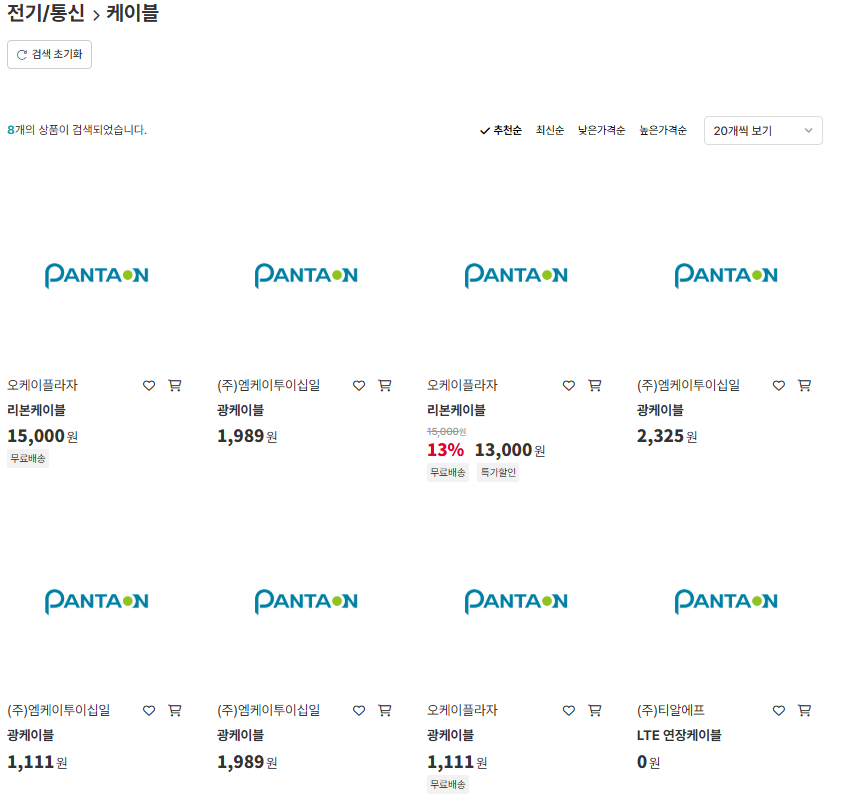 전기/통신 > 케이블
검색 초기화
8개의 상품이 검색되었습니다.
추천순 최신순 낮은가격순 높은가격순 20개씩 보기
PANTAON PANTAON PANTAON PANTAON
오케이플라자
리본케이블
15,000원
무료배송
(주)엠케이투이십일
광케이블
1,989원
오케이플라자
리본케이블
15,000원
13% 13,000원
무료배송 특가할인
(주)엠케이투이십일
광케이블
2,325원
PANTAON PANTAON PANTAON PANTAON
(주)엠케이투이십일
광케이블
1,111원
(주)엠케이투이십일
광케이블
1,989원
오케이플라자
광케이블
1,111원
무료배송
(주)티알에프
LTE 연장케이블
0원